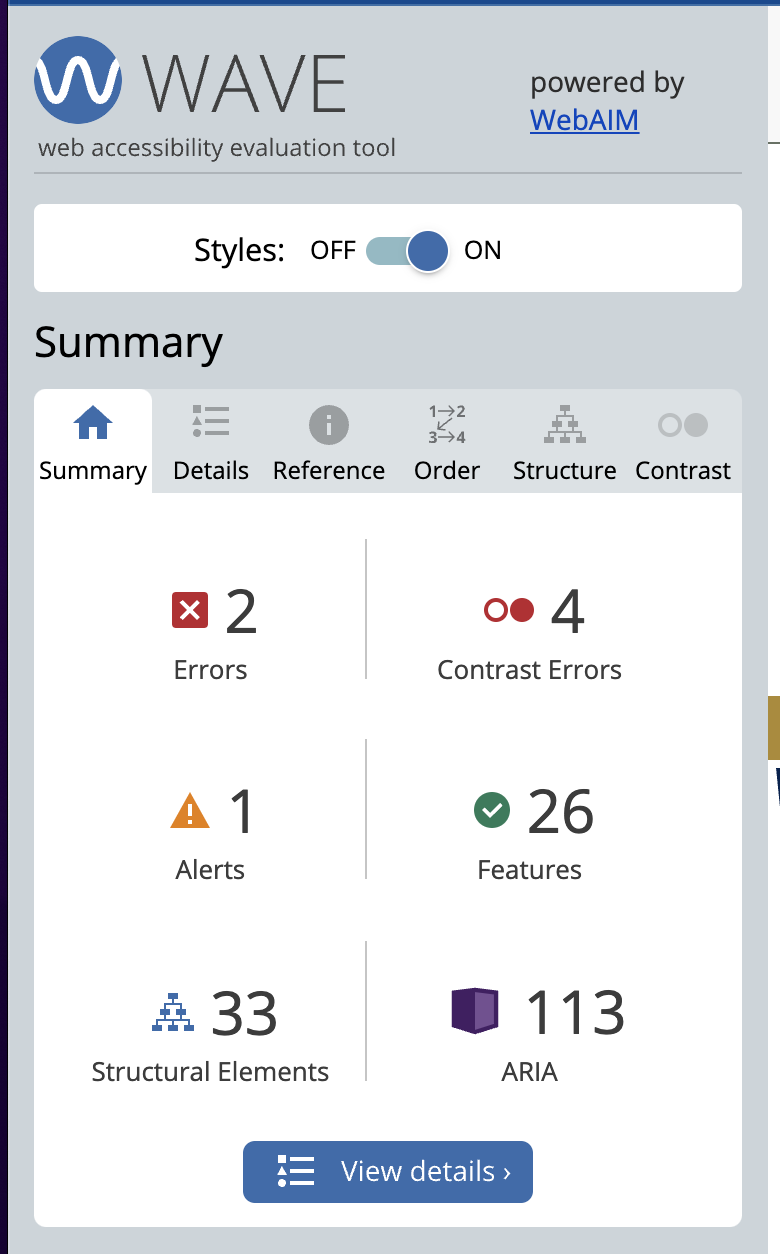 WAVE
web accessibility evaluation tool
powered by
WebAIM
Styles: OFF ON
Summary
Summary Details Reference Order Structure Contrast
2
Errors
4
Contrast Errors
1
Alerts
26
Features
33
Structural Elements
113
ARIA
View details ›